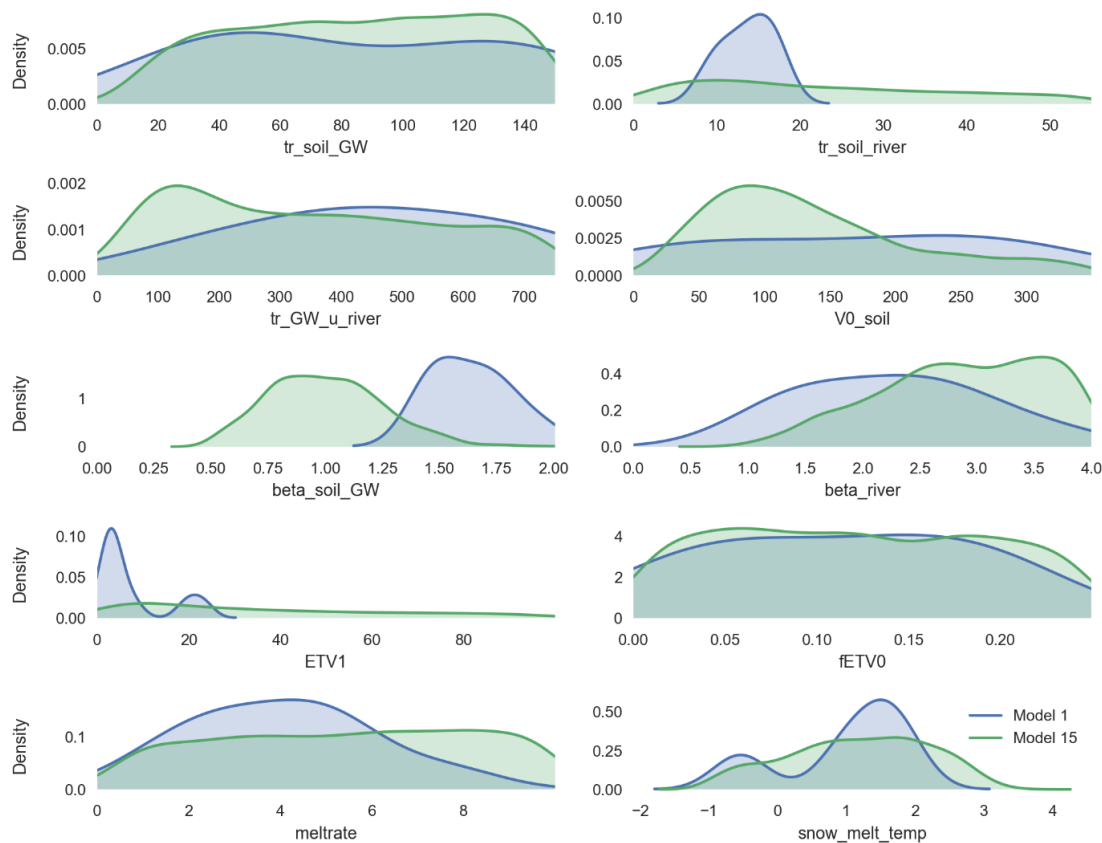 Density
0.005
0.000
0 20 40 60 80 100 120 140
tr_soil_GW
0.10
0.05
0.00
0 10 20 30 40 50
tr_soil_river
Density
0.002
0.001
0.000
0 100 200 300 400 500 600 700
tr_GW_u_river
0.0050
0.0025
0.0000
0 50 100 150 200 250 300
V0_soil
Density
1
0
0.00 0.25 0.50 0.75 1.00 1.25 1.50 1.75 2.00
beta_soil_GW
0.4
0.2
0.0
0.0 0.5 1.0 1.5 2.0 2.5 3.0 3.5 4.0
beta_river
Density
0.10
0.05
0.00
0 20 40 60 80
ETV1
4
2
0
0.00 0.05 0.10 0.15 0.20
fETV0
Density
0.1
0.0
0 2 4 6 8
meltrate
0.50
0.25
0.00
Model 1
Model 15
−2 −1 0 1 2 3 4
snow_melt_temp